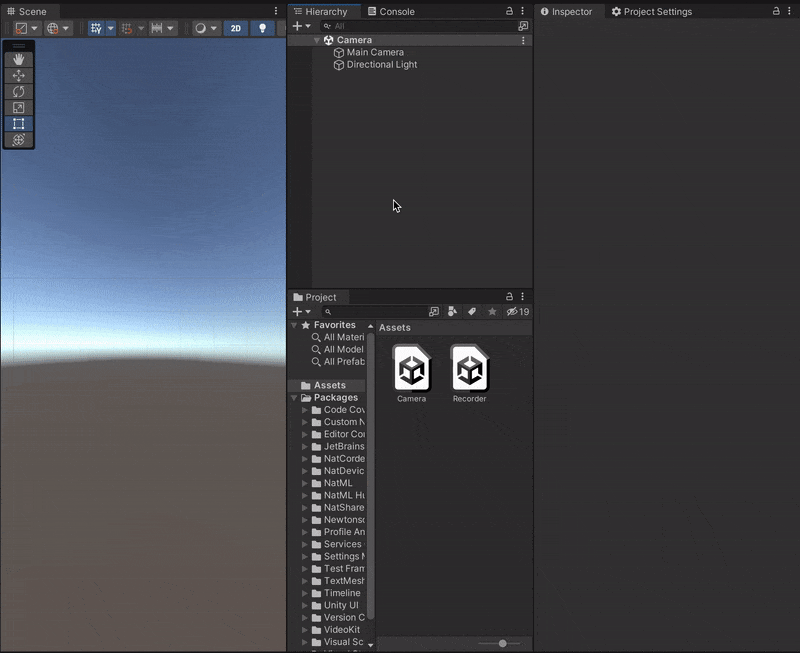 Scene
2D
Hierarchy
Console
All
Camera
Main Camera
Directional Light
Inspector
Project Settings
Project
19
Favorites
All Materi
All Model
All Prefab
Assets
Packages
Code Cov
Custom N
Editor Cor
JetBrains
NatCorde
NatDevic
NatML
NatML Hu
NatShare
Newtonso
Profile An
Services
Settings M
Test Fram
TextMesh
Timeline
Unity UI
Version C
VideoKit
Visual Sc
Assets
Camera
Recorder